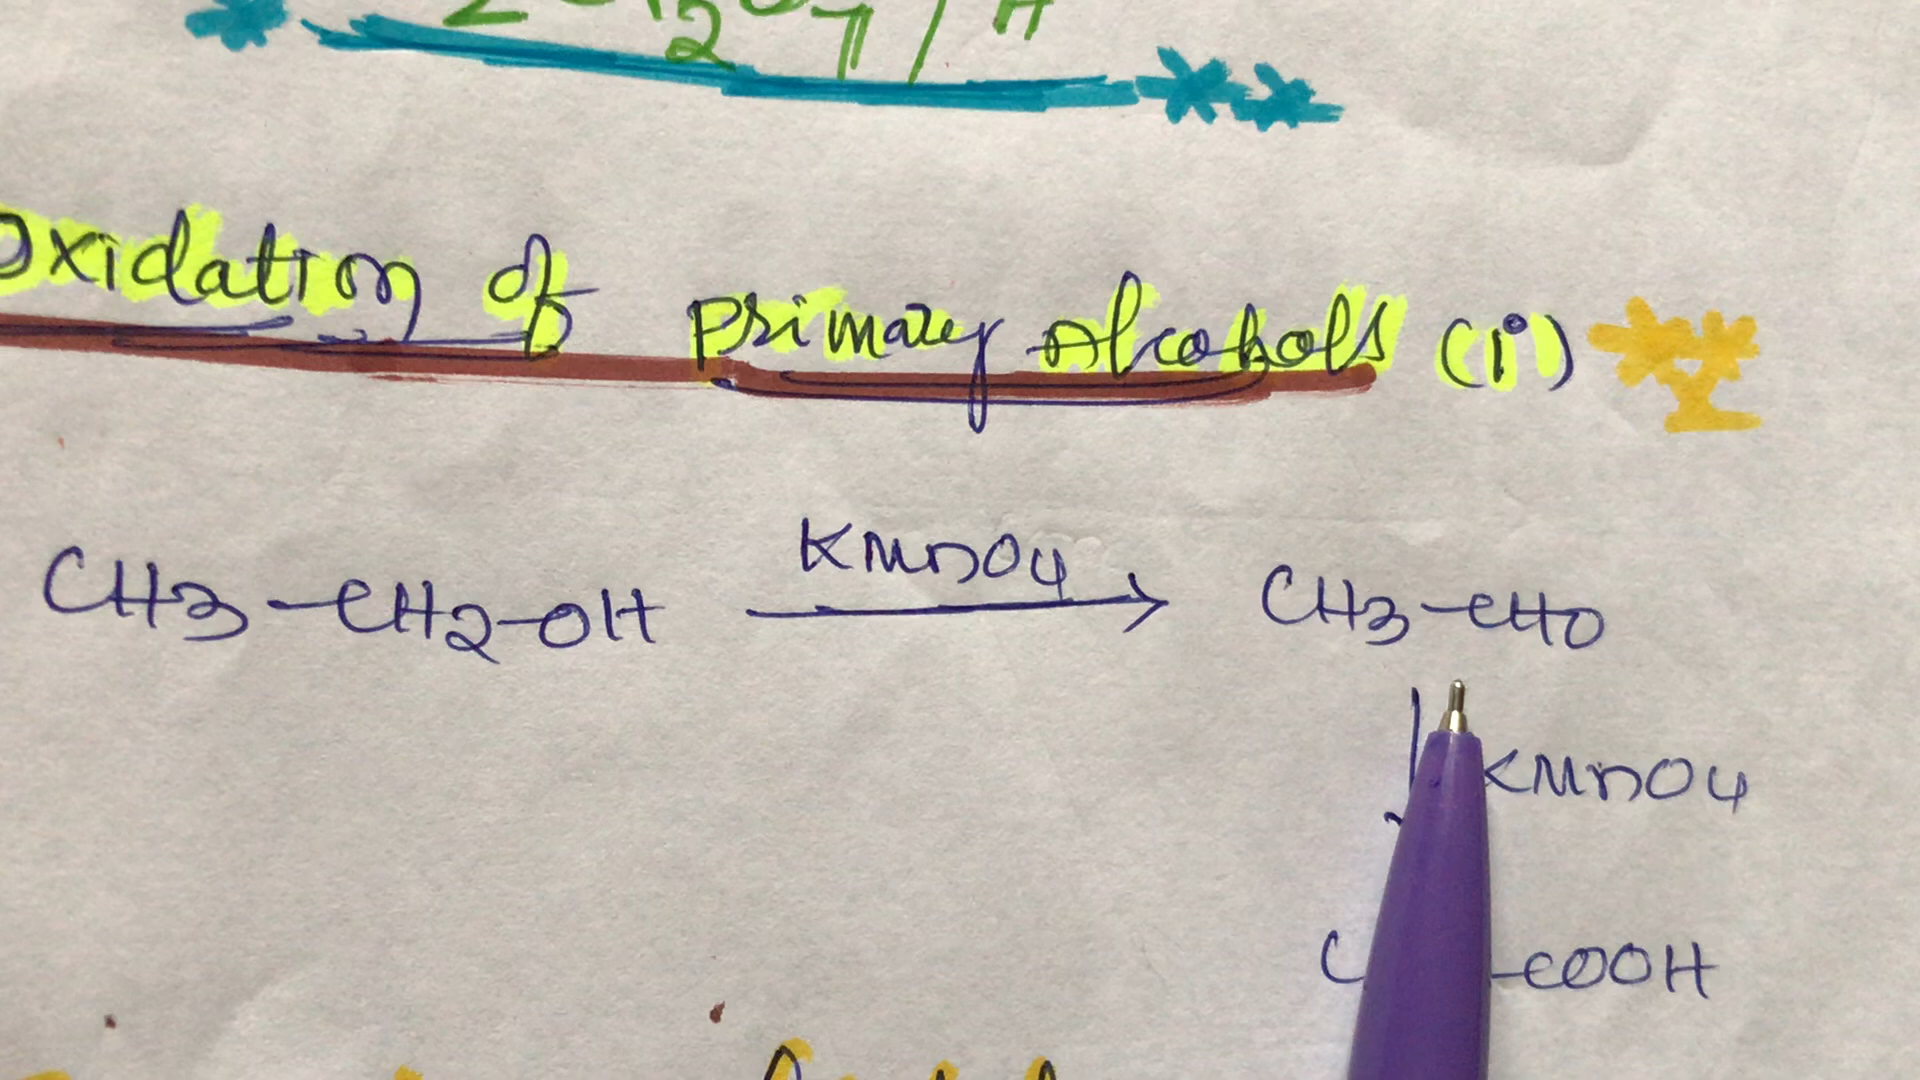 Oxidation of primary Alcohols (1°)
CH3-CH2-OH KMnO4 CH3-CHO
KMnO4
-COOH